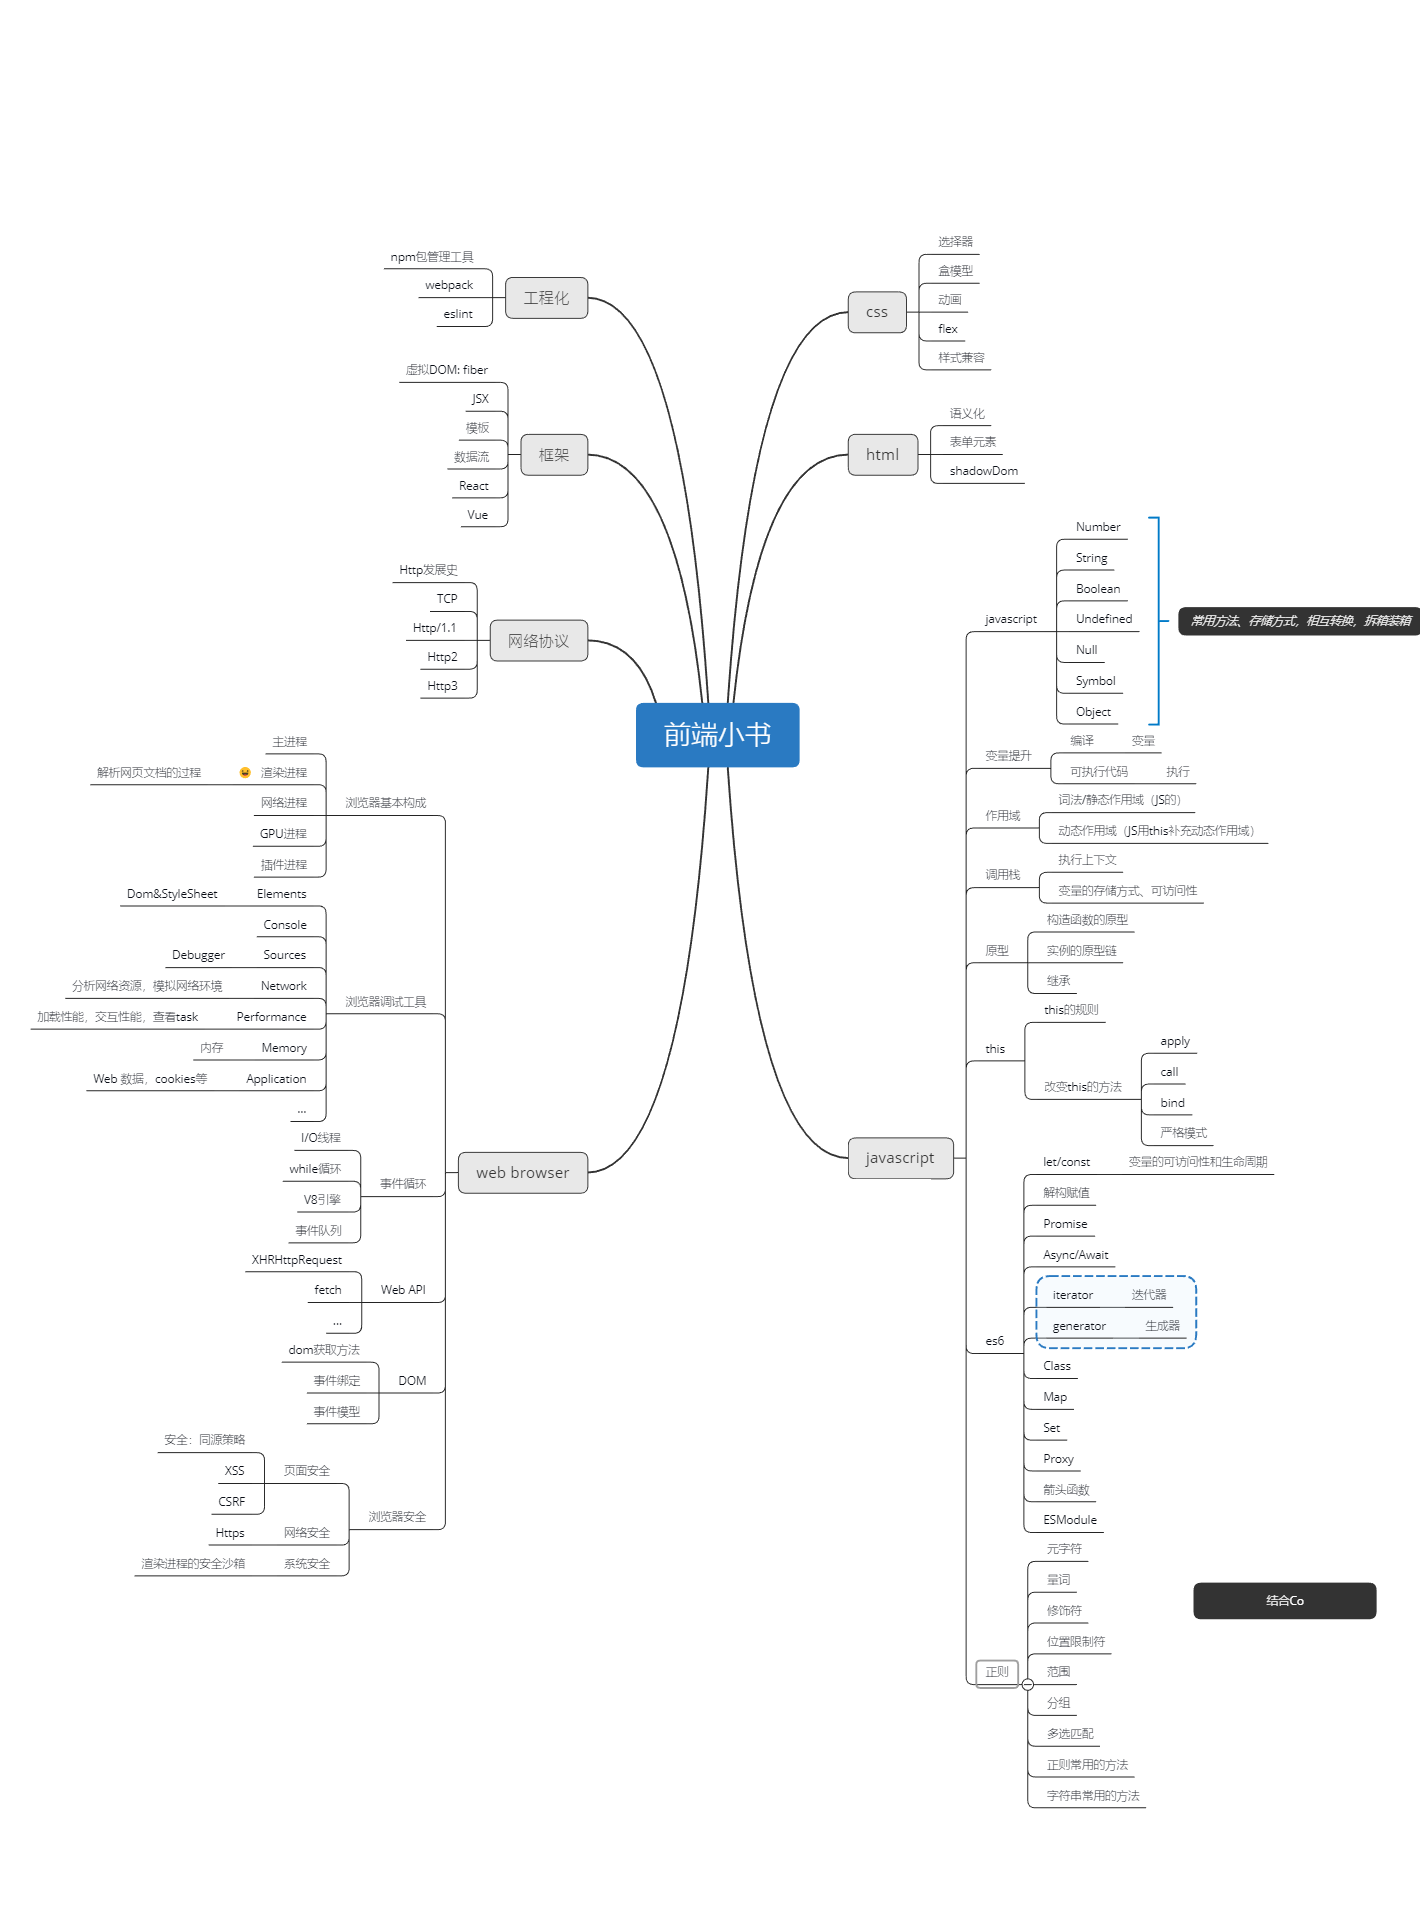 前端小书
css
选择器
盒模型
动画
flex
样式兼容
html
语义化
表单元素
shadowDom
javascript
javascript
Number
String
Boolean
Undefined
Null
Symbol
Object
常用方法、存储方式，相互转换，拆箱装箱
变量提升
编译
变量
可执行代码
执行
作用域
词法/静态作用域（JS的）
动态作用域（JS用this补充动态作用域）
调用栈
执行上下文
变量的存储方式、可访问性
原型
构造函数的原型
实例的原型链
继承
this
this的规则
改变this的方法
apply
call
bind
严格模式
es6
let/const
变量的可访问性和生命周期
解构赋值
Promise
Async/Await
iterator
迭代器
generator
生成器
Class
Map
Set
Proxy
箭头函数
ESModule
正则
元字符
量词
修饰符
位置限制符
范围
分组
多选匹配
正则常用的方法
字符串常用的方法
结合Co
工程化
npm包管理工具
webpack
eslint
框架
虚拟DOM: fiber
JSX
模板
数据流
React
Vue
网络协议
Http发展史
TCP
Http/1.1
Http2
Http3
web browser
浏览器基本构成
主进程
渲染进程
解析网页文档的过程
网络进程
GPU进程
插件进程
浏览器调试工具
Elements
Dom&StyleSheet
Console
Sources
Debugger
Network
分析网络资源，模拟网络环境
Performance
加载性能，交互性能，查看task
Memory
内存
Application
Web 数据，cookies等
...
事件循环
I/O线程
while循环
V8引擎
事件队列
Web API
XHRHttpRequest
fetch
...
DOM
dom获取方法
事件绑定
事件模型
浏览器安全
页面安全
安全：同源策略
XSS
CSRF
网络安全
Https
系统安全
渲染进程的安全沙箱